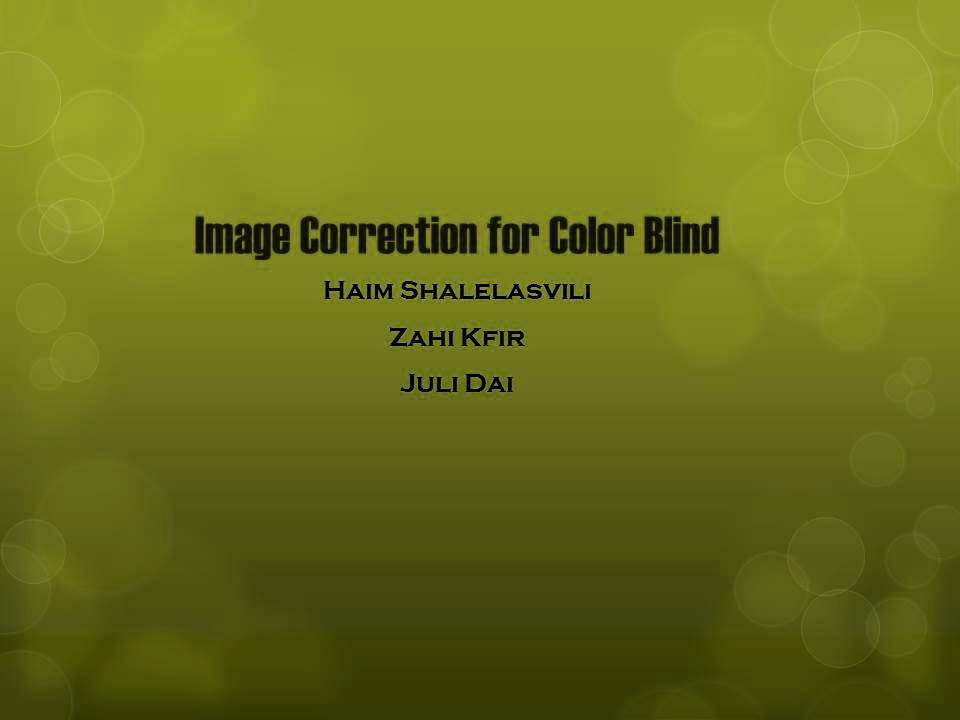 Image Correction for Color Blind
Haim Shalelasvili
Zahi Kfir
Juli Dai